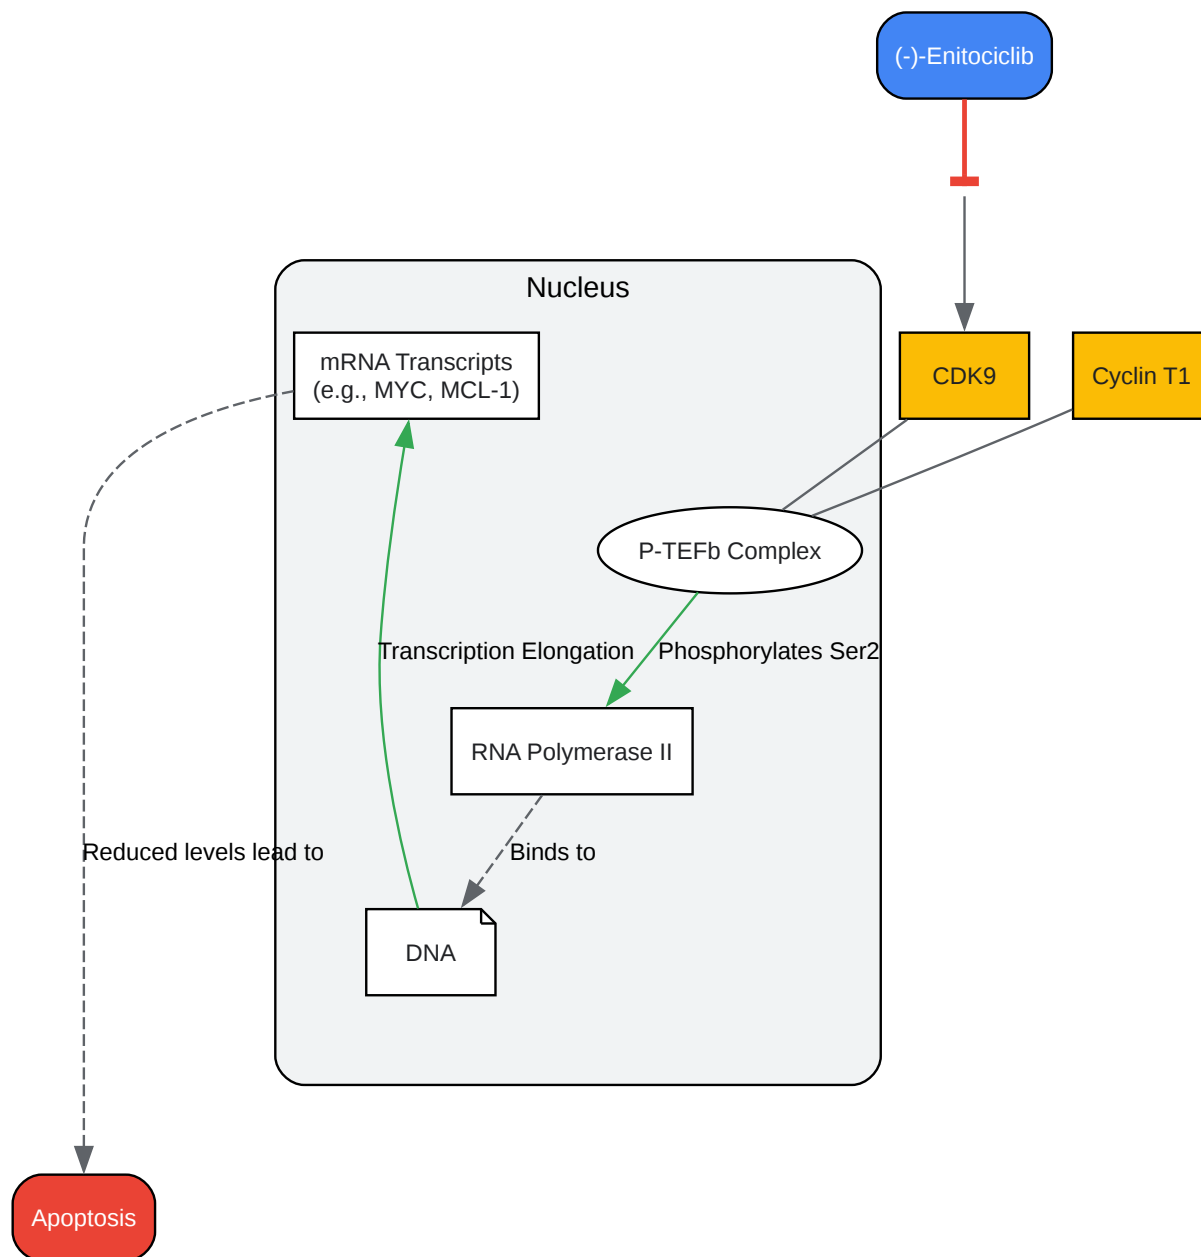 (-)-Enitociclib
Nucleus
mRNA Transcripts
(e.g., MYC, MCL-1)
CDK9
Cyclin T1
P-TEFb Complex
Transcription Elongation
Phosphorylates Ser2
RNA Polymerase II
Reduced levels lead to
Binds to
DNA
Apoptosis